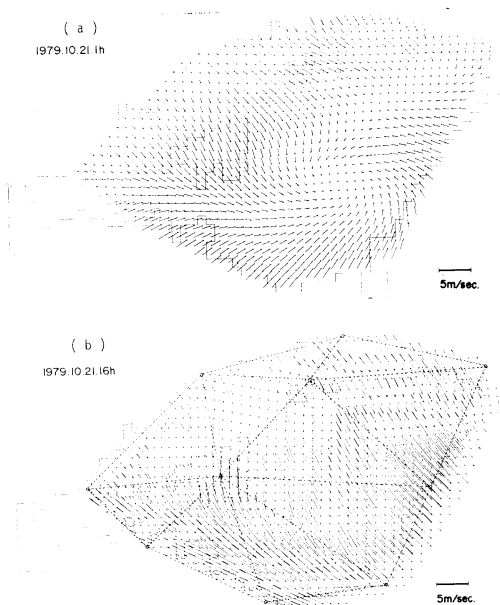 ( a )
1979.10.21.1h
5m/sec.
( b )
1979.10.21.16h
5m/sec.